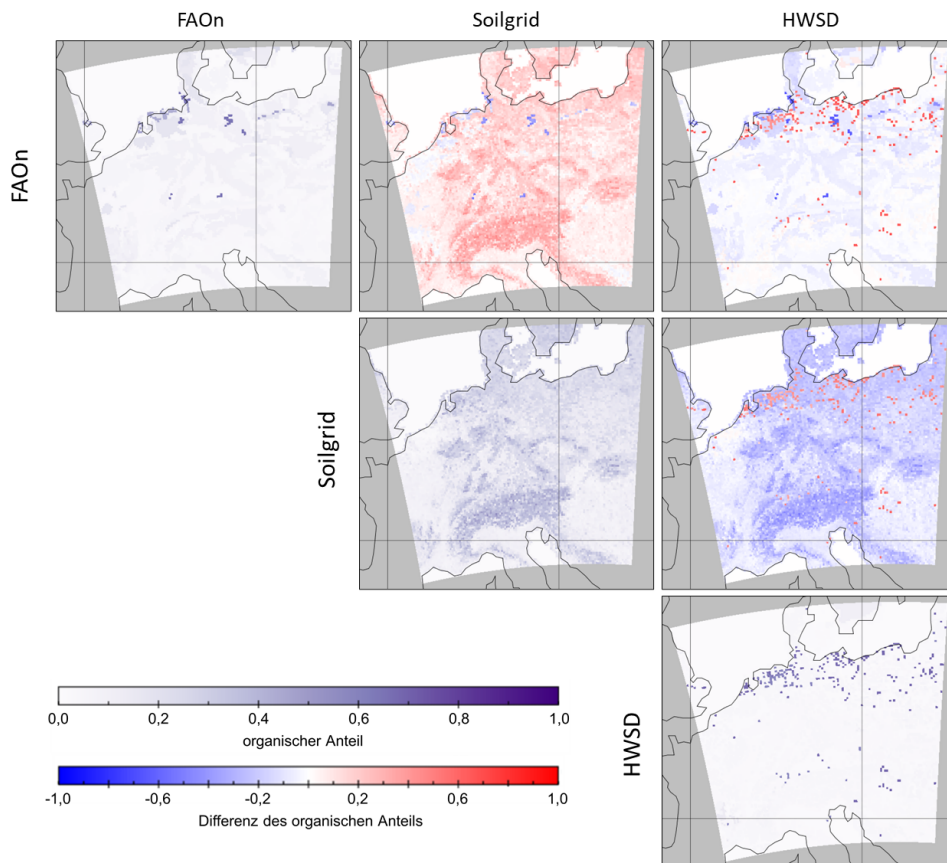 FAOn Soilgrid HWSD
FAOn
Soilgrid
HWSD
0,0 0,2 0,4 0,6 0,8 1,0
organischer Anteil
-1,0 -0,6 -0,2 0,2 0,6 1,0
Differenz des organischen Anteils